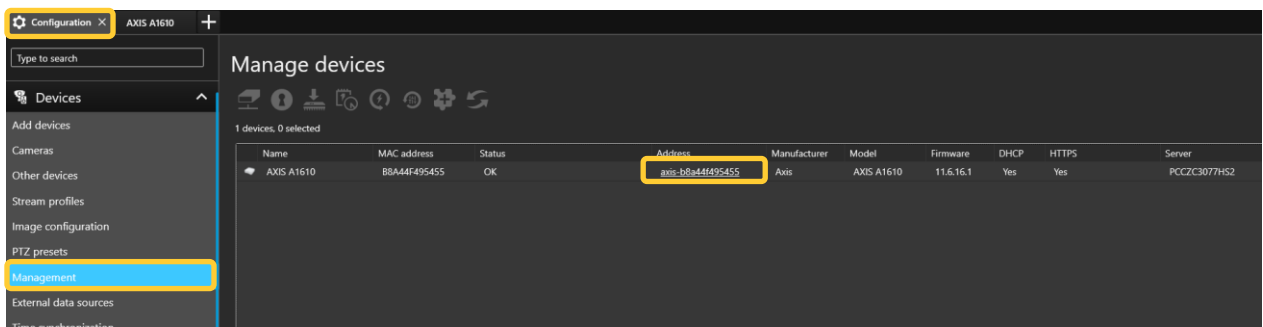 Configuration × AXIS A1610 +
Type to search
Devices
Add devices
Cameras
Other devices
Stream profiles
Image configuration
PTZ presets
Management
External data sources
Time synchronization
Manage devices
1 devices, 0 selected
Name MAC address Status Address Manufacturer Model Firmware DHCP HTTPS Server
AXIS A1610 B8A44F495455 OK axis-b8a44f495455 Axis AXIS A1610 11.6.16.1 Yes Yes PCCZC3077HS2